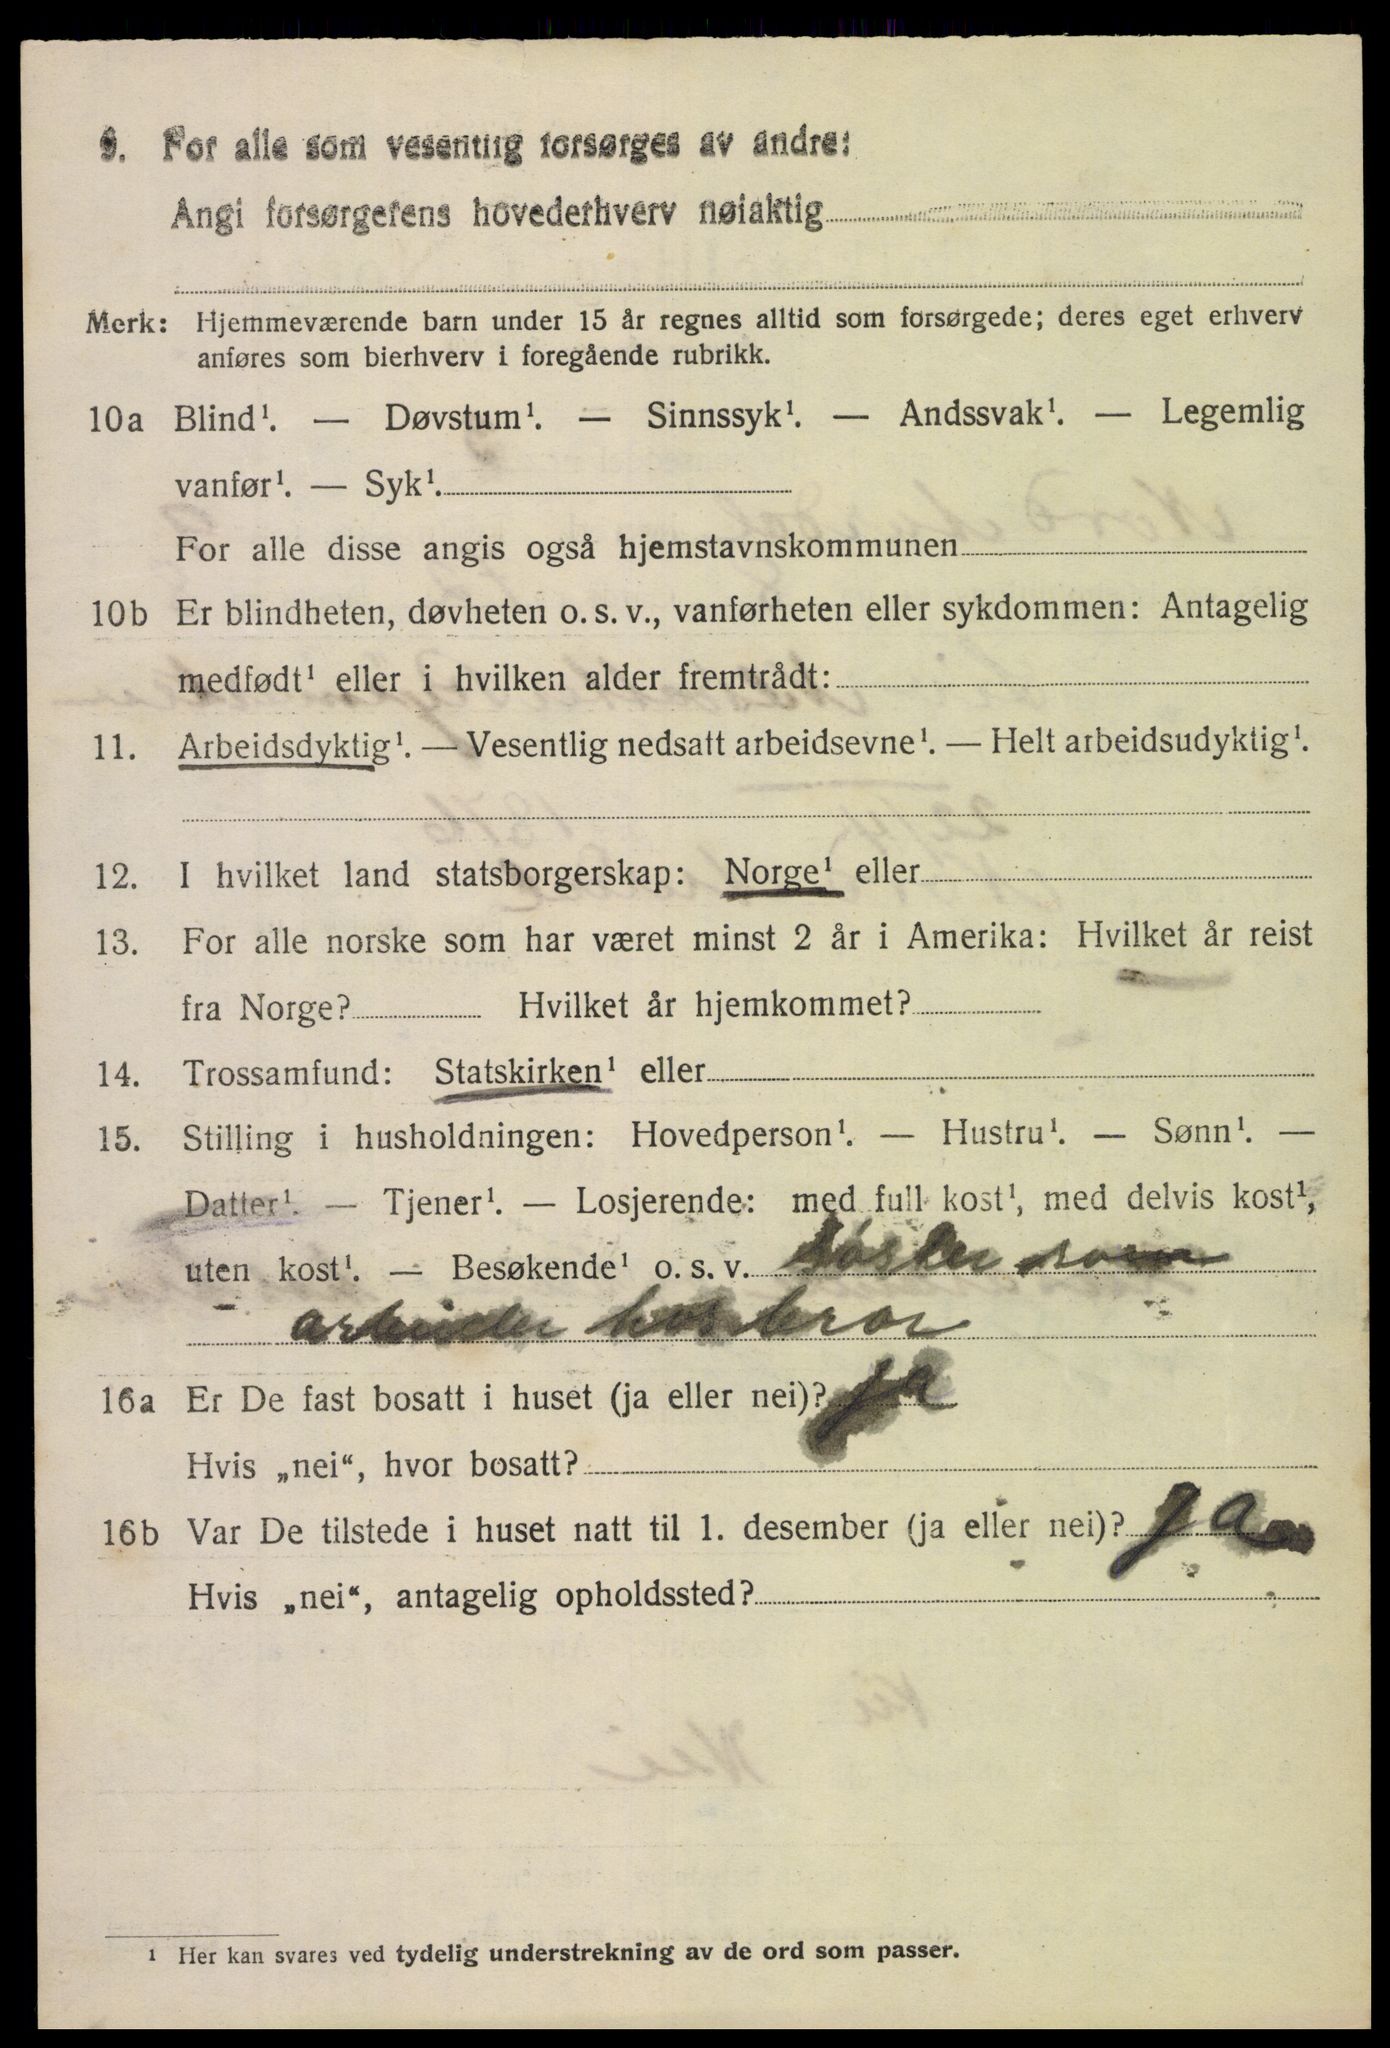 9. For alle som vesentlig forsørges av andre:
Angi forsørgerens hovederhverv nøiaktig
Merk: Hjemmeværende barn under 15 år regnes alltid som forsørgede; deres eget erhverv
anføres som bierhverv i foregående rubrikk.
10a Blind¹. — Døvstum¹. — Sinnssyk¹. — Andssvak¹. — Legemlig
vanfør¹. — Syk¹.
For alle disse angis også hjemstavnskommunen
10b Er blindheten, døvheten o. s. v., vanførheten eller sykdommen: Antagelig
medfødt¹ eller i hvilken alder fremtrådt:
11. Arbeidsdyktig¹. — Vesentlig nedsatt arbeidsevne¹. — Helt arbeidsudyktig¹.
12. I hvilket land statsborgerskap: Norge¹ eller
13. For alle norske som har været minst 2 år i Amerika: Hvilket år reist
fra Norge? Hvilket år hjemkommet?
14. Trossamfund: Statskirken¹ eller
15. Stilling i husholdningen: Hovedperson¹. — Hustru¹. — Sønn¹. —
Datter¹. — Tjener¹. — Losjerende: med full kost¹, med delvis kost¹,
uten kost¹. — Besøkende¹ o. s. v. søster som
arbeider hos bror
16a Er De fast bosatt i huset (ja eller nei)? ja
Hvis „nei“, hvor bosatt?
16b Var De tilstede i huset natt til 1. desember (ja eller nei)? ja
Hvis „nei“, antagelig opholdssted?
¹ Her kan svares ved tydelig understrekning av de ord som passer.